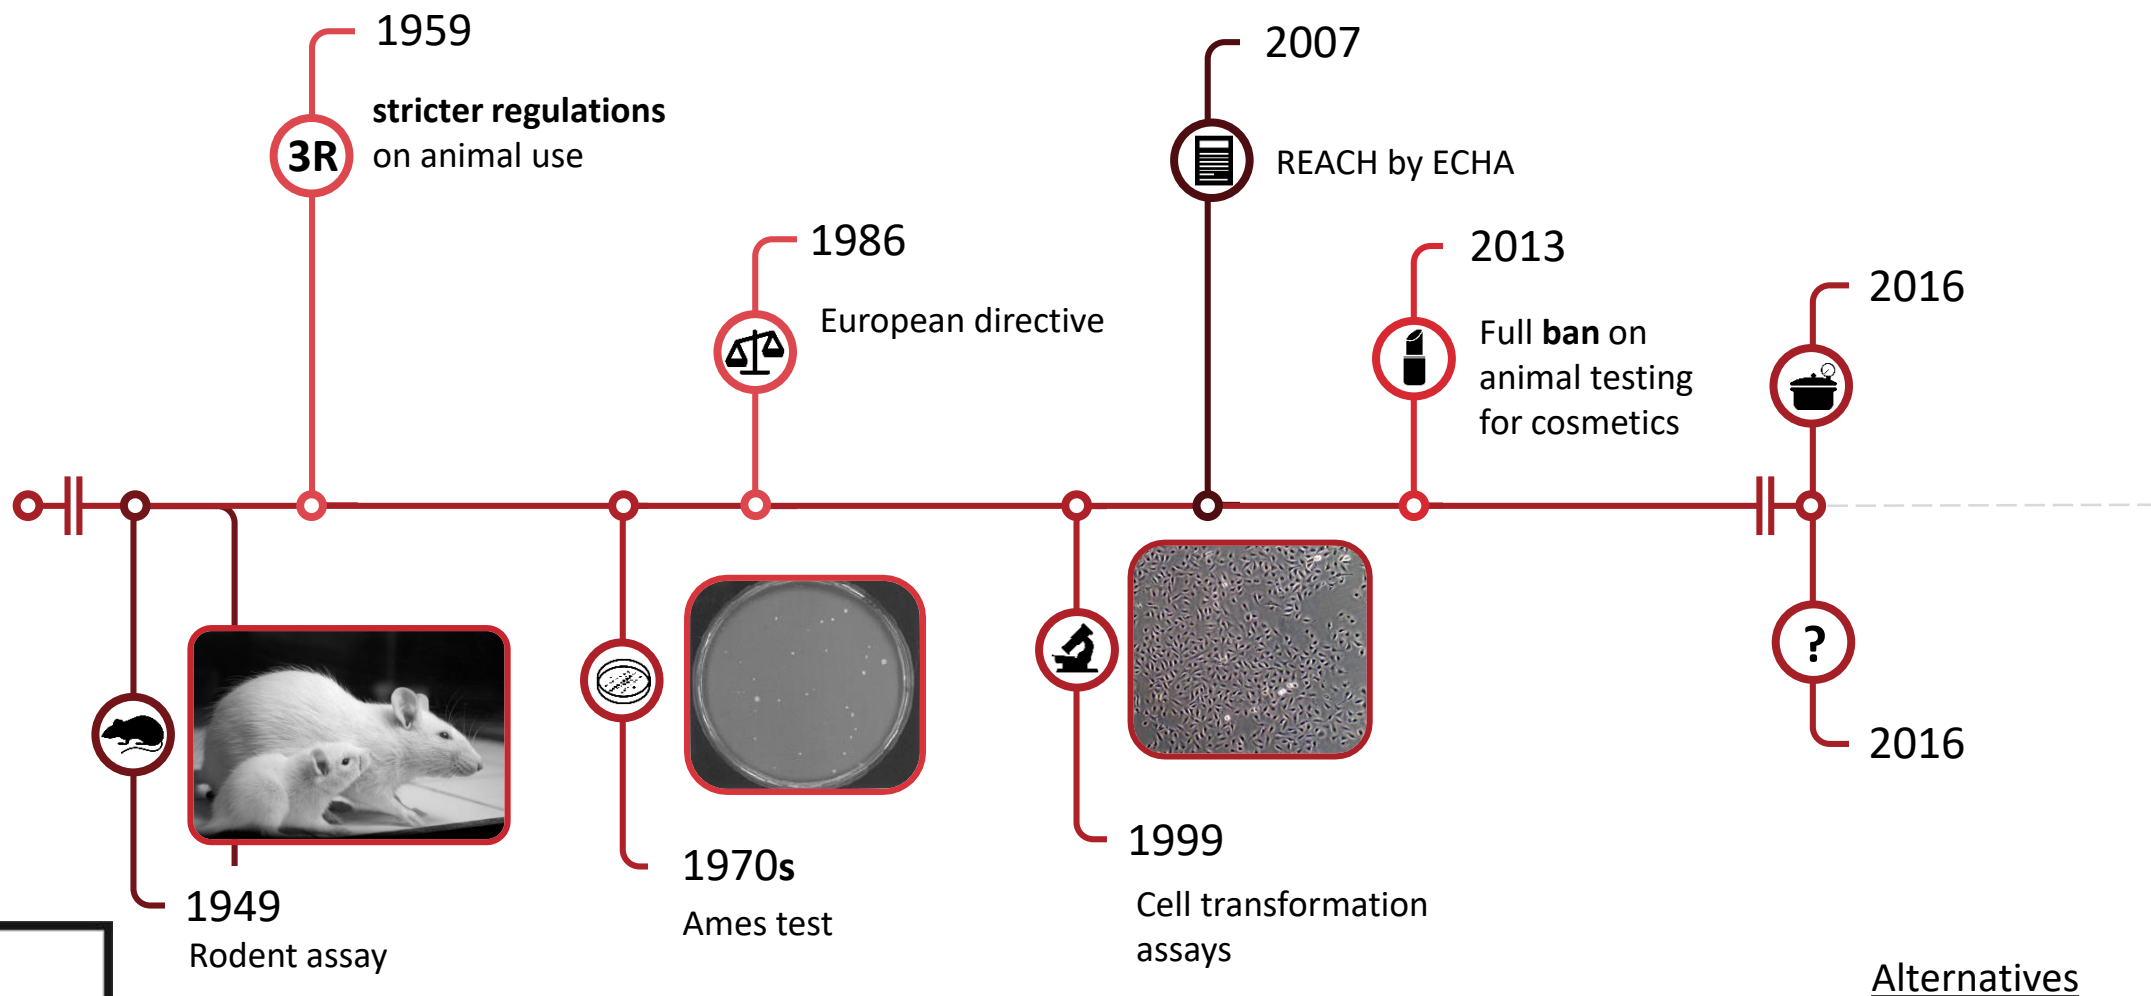 1959
3R
stricter regulations
on animal use
1986
European directive
2007
REACH by ECHA
2013
Full ban on
animal testing
for cosmetics
2016
?
2016
1949
Rodent assay
1970s
Ames test
1999
Cell transformation
assays
Alternatives